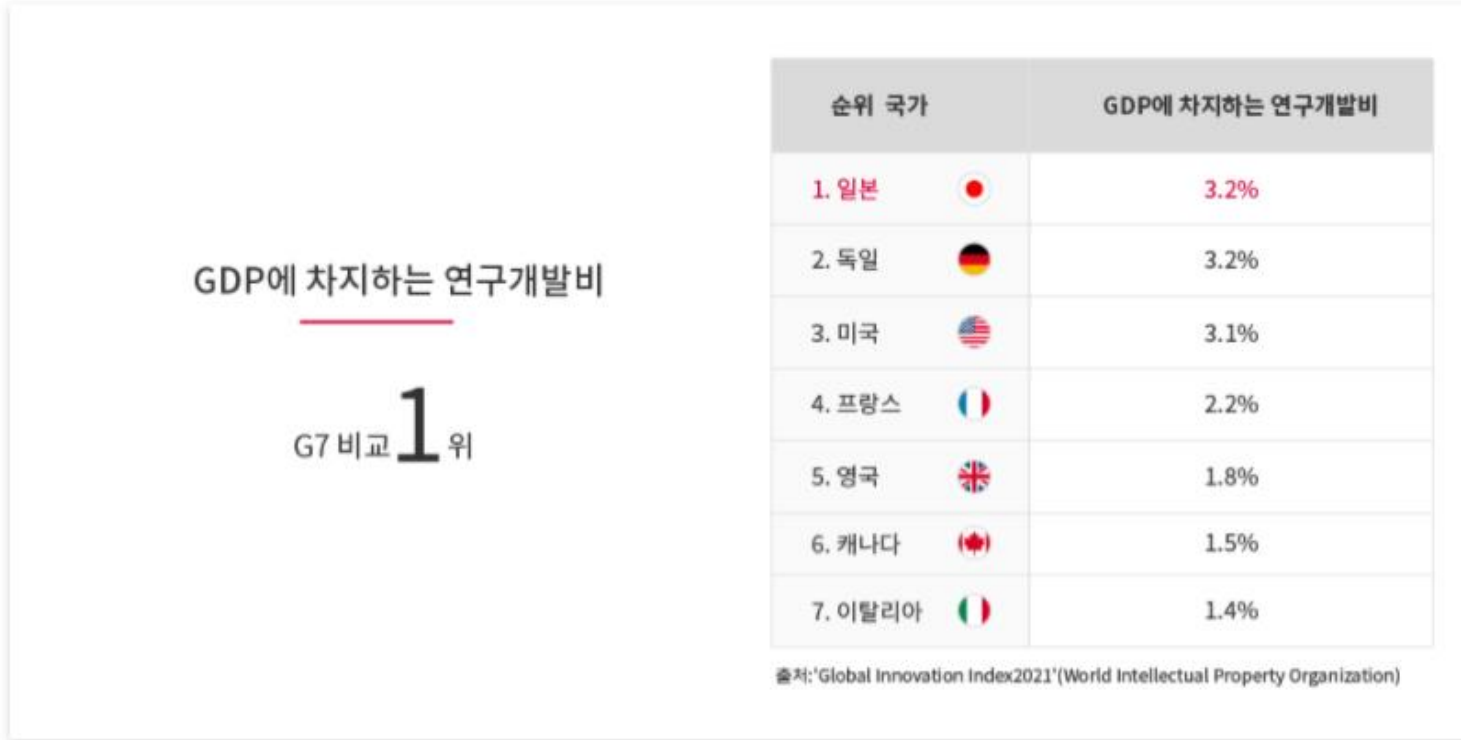 GDP에 차지하는 연구개발비
G7 비교 1 위
순위 국가 GDP에 차지하는 연구개발비
1. 일본 3.2%
2. 독일 3.2%
3. 미국 3.1%
4. 프랑스 2.2%
5. 영국 1.8%
6. 캐나다 1.5%
7. 이탈리아 1.4%
출처:'Global Innovation Index2021'(World Intellectual Property Organization)